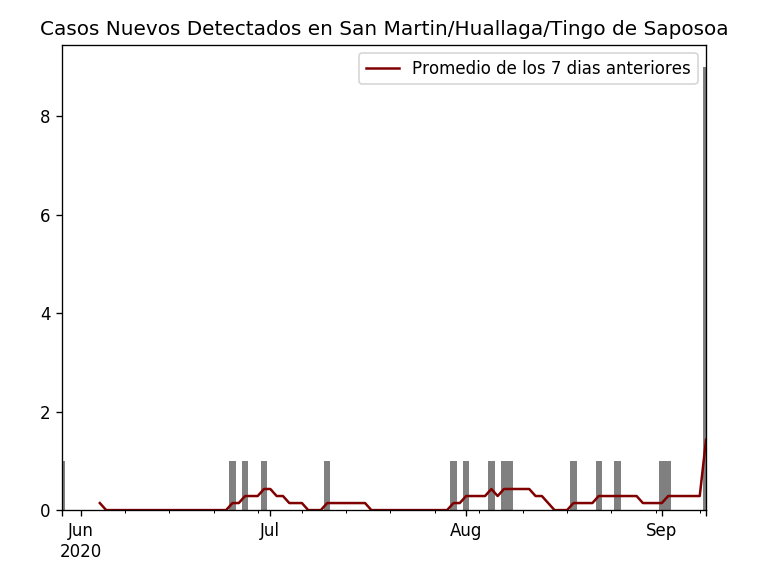 Casos Nuevos Detectados en San Martin/Huallaga/Tingo de Saposoa
Promedio de los 7 dias anteriores
8
6
4
2
0
Jun Jul Aug Sep
2020